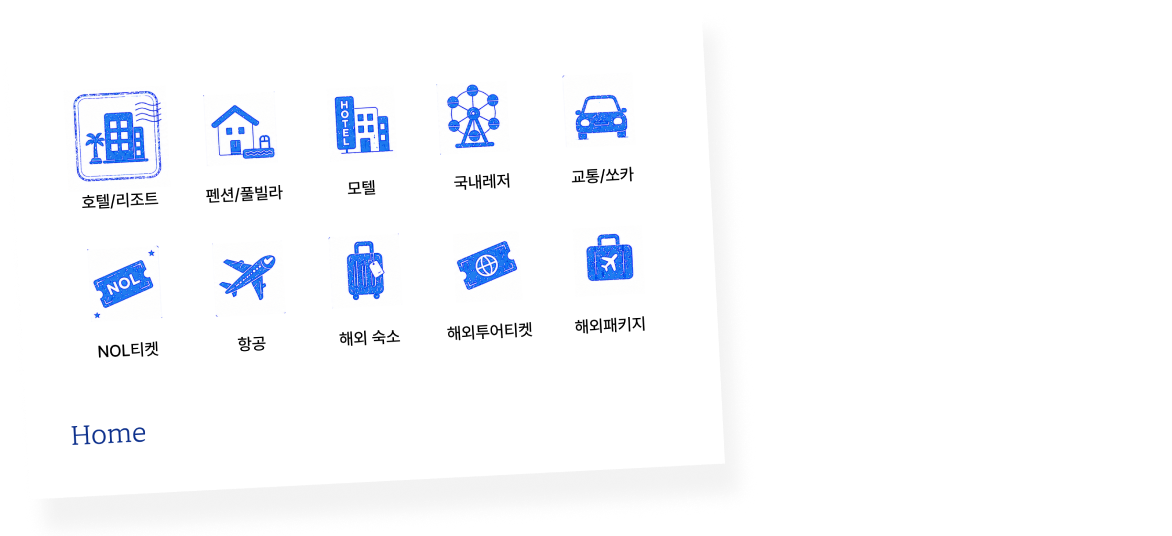 HOTEL
호텔/리조트 펜션/풀빌라 모텔 국내레저 교통/쏘카
NOL
NOL티켓 항공 해외 숙소 해외투어티켓 해외패키지
Home